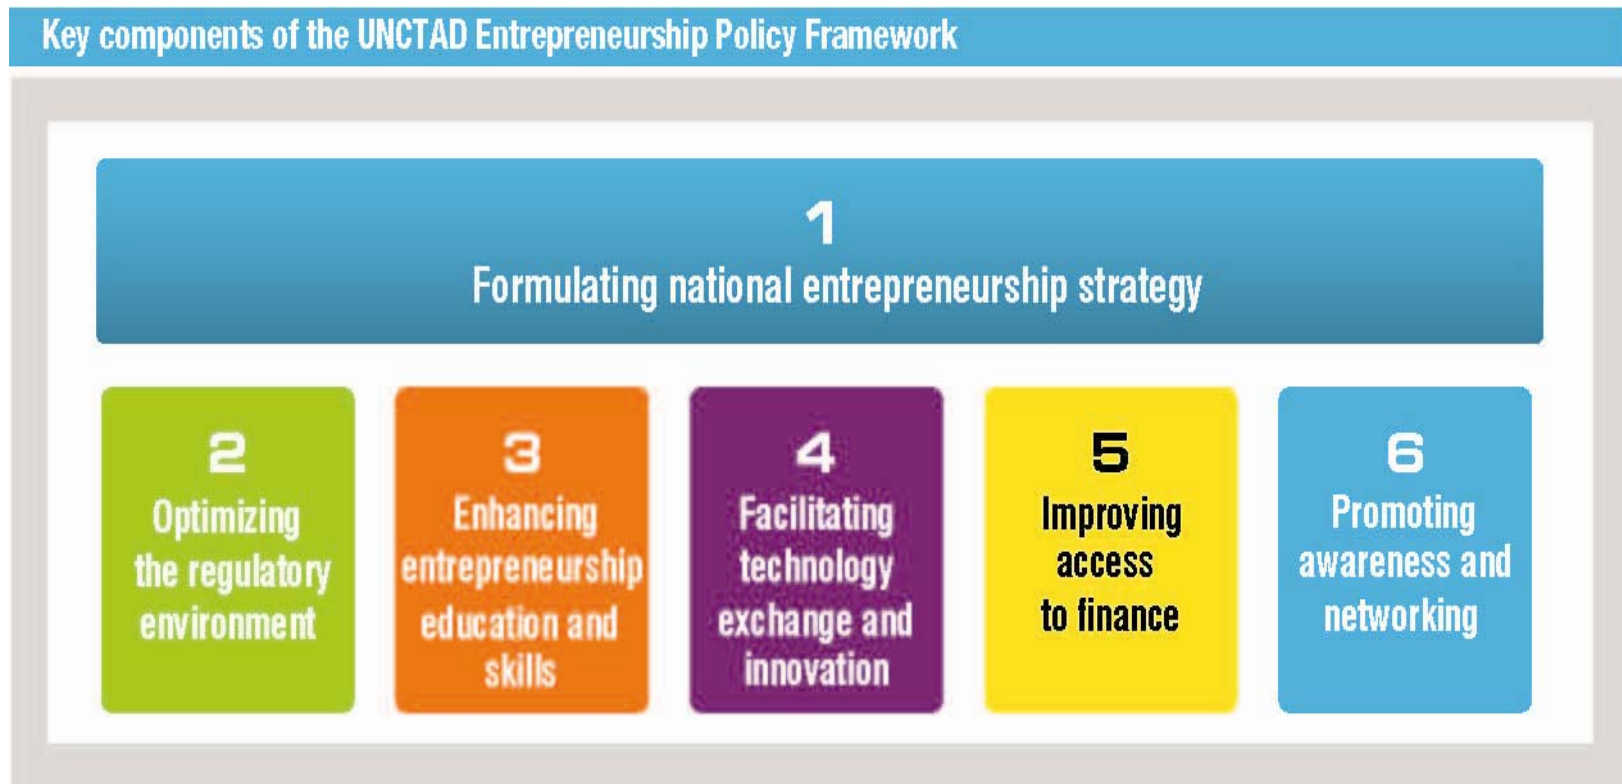 Key components of the UNCTAD Entrepreneurship Policy Framework
1
Formulating national entrepreneurship strategy
2
Optimizing
the regulatory
environment
3
Enhancing
entrepreneurship
education and
skills
4
Facilitating
technology
exchange and
innovation
5
Improving
access
to finance
6
Promoting
awareness and
networking